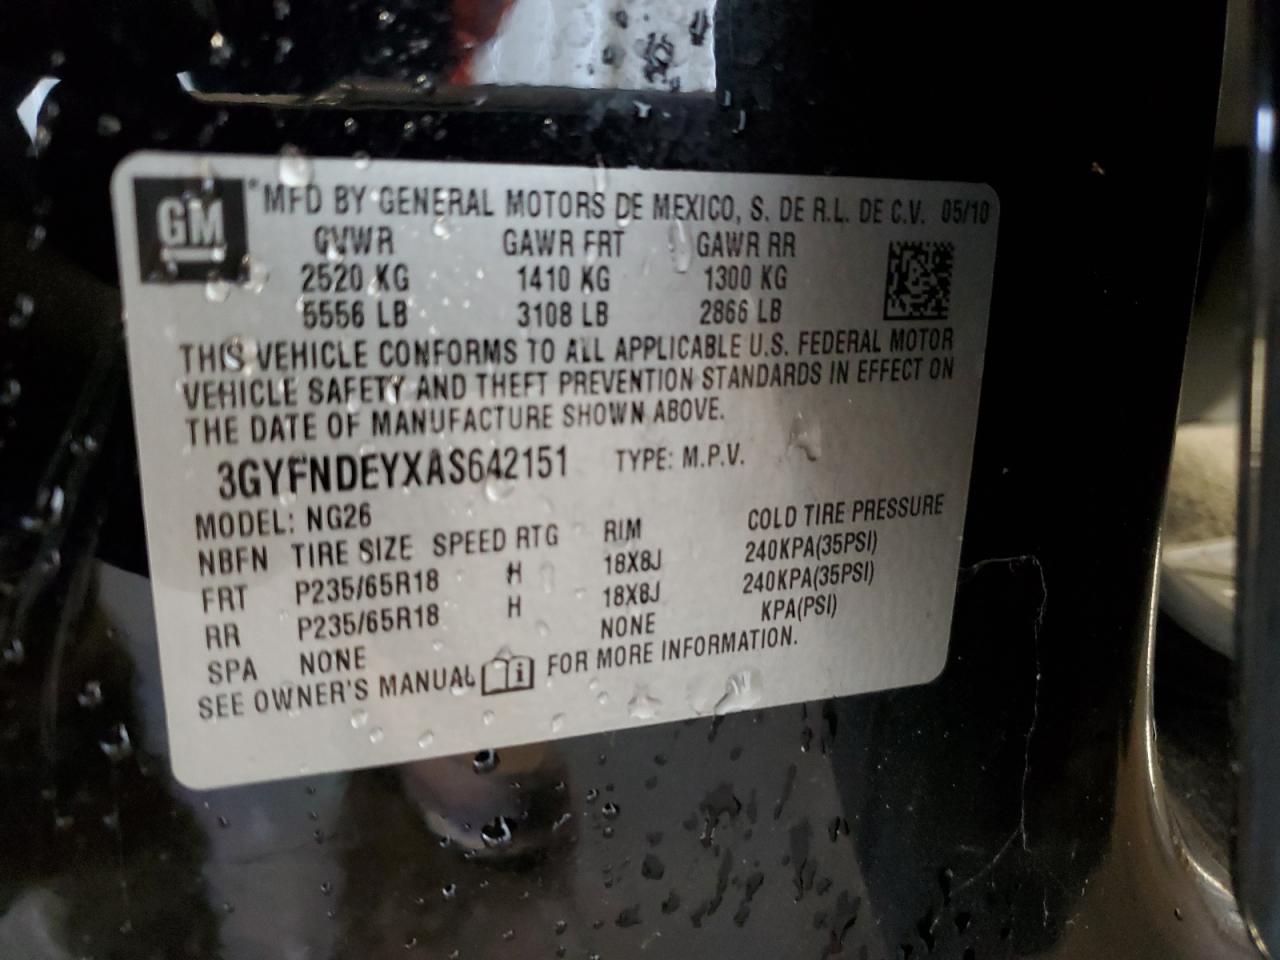 GM
MFD BY GENERAL MOTORS DE MEXICO, S. DE R.L. DE C.V. 05/10
GVWR GAWR FRT GAWR RR
2520 KG 1410 KG 1300 KG
5556 LB 3108 LB 2866 LB
THIS VEHICLE CONFORMS TO ALL APPLICABLE U.S. FEDERAL MOTOR
VEHICLE SAFETY AND THEFT PREVENTION STANDARDS IN EFFECT ON
THE DATE OF MANUFACTURE SHOWN ABOVE.
3GYFNDEYXAS642151 TYPE: M.P.V.
MODEL: NG26
NBFN TIRE SIZE SPEED RTG RIM COLD TIRE PRESSURE
FRT P235/65R18 H 18X8J 240KPA(35PSI)
RR P235/65R18 H 18X8J 240KPA(35PSI)
SPA NONE NONE KPA(PSI)
SEE OWNER'S MANUAL i FOR MORE INFORMATION.